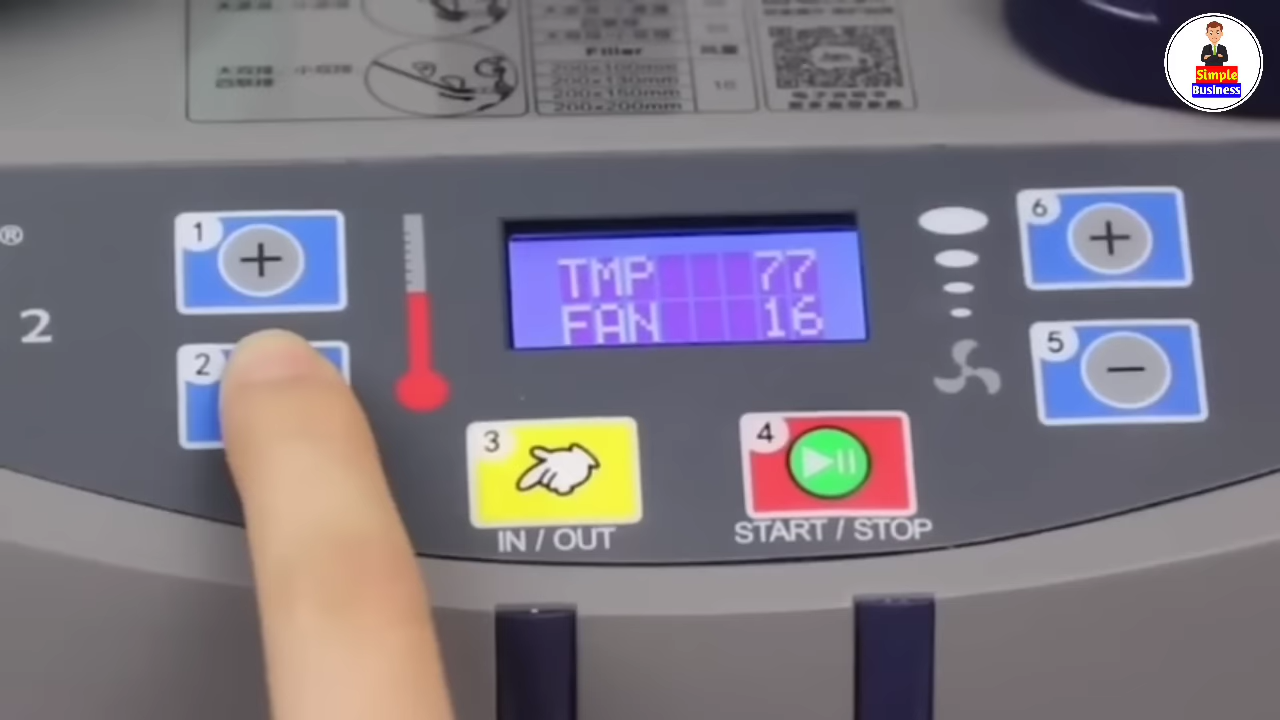 Filler
200x100mm
200x130mm
200x150mm
200x200mm
10
Simple
Business
®
2
1
+
2
TMP 77
FAN 16
6
+
5
−
3
IN / OUT
4
START / STOP